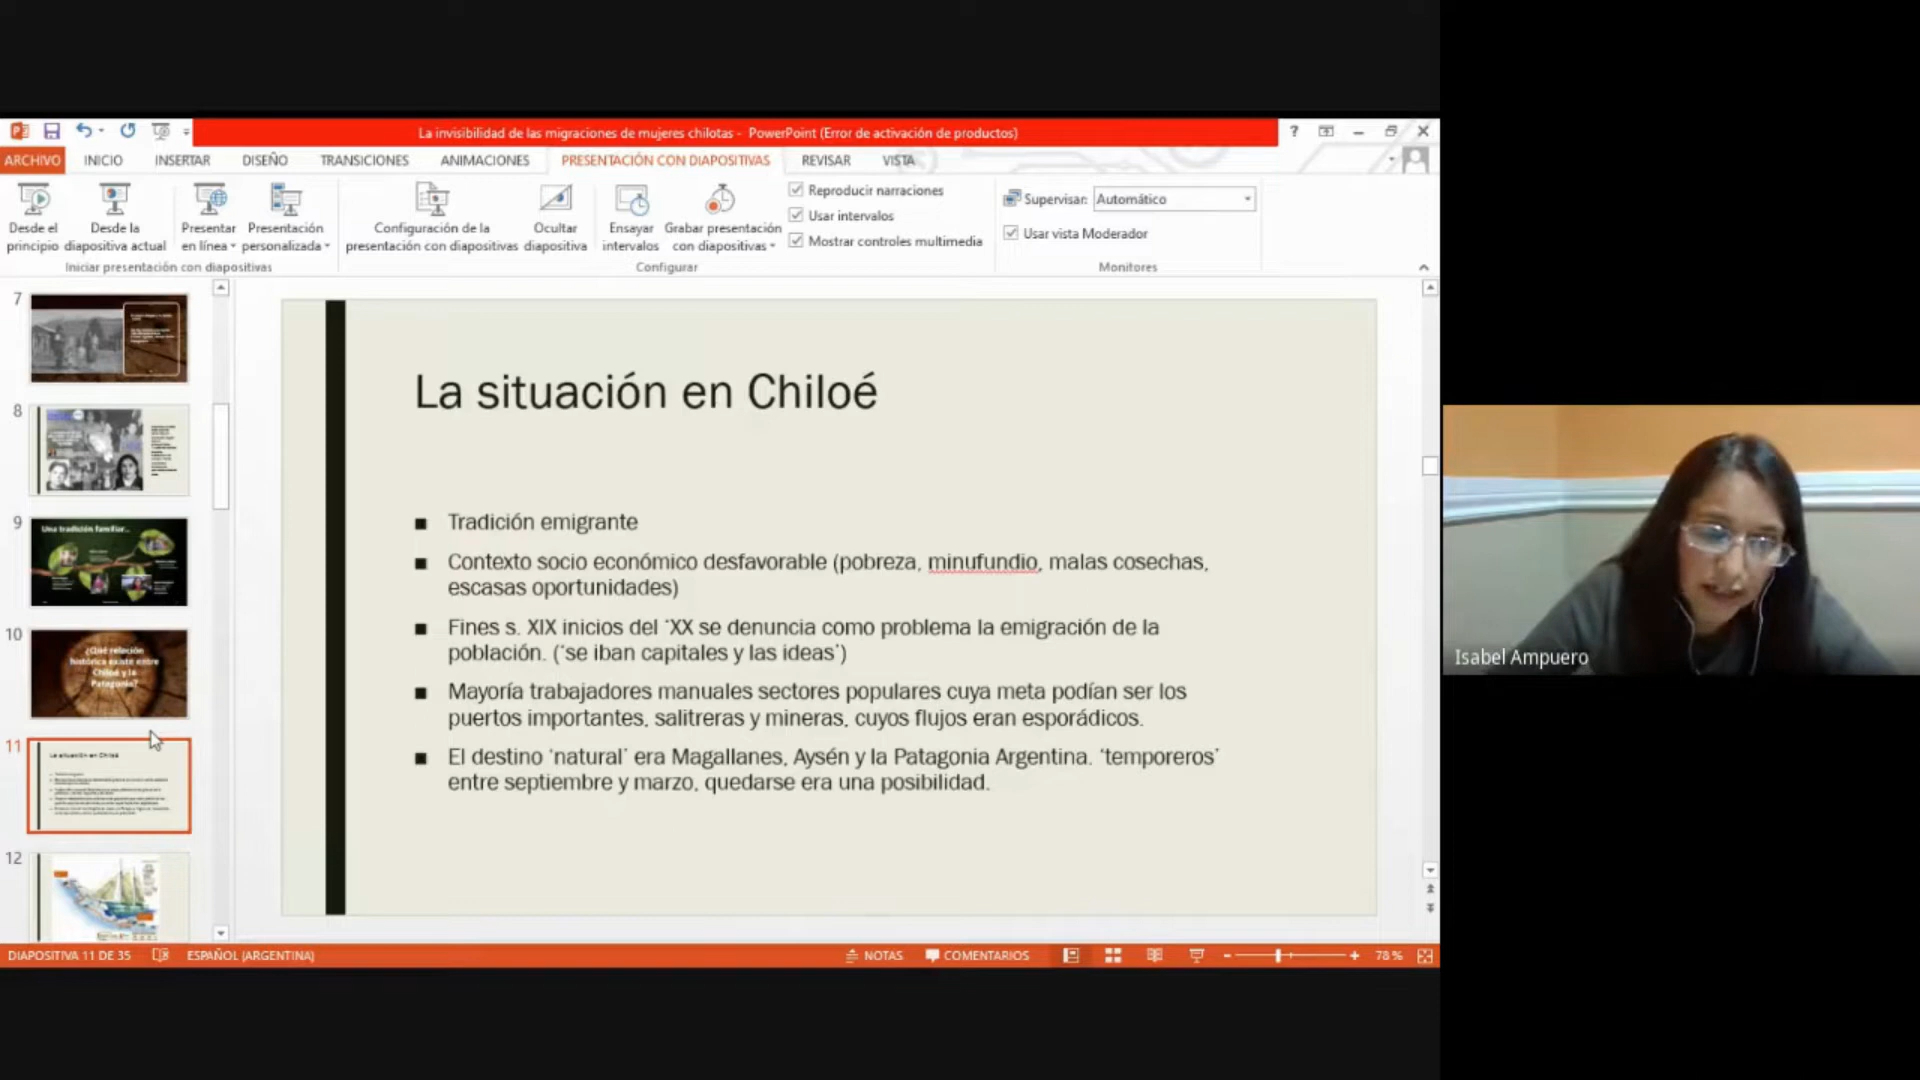 La invisibilidad de las migraciones de mujeres chilotas - PowerPoint (Error de activación de productos)
?
ARCHIVO INICIO INSERTAR DISEÑO TRANSICIONES ANIMACIONES PRESENTACIÓN CON DIAPOSITIVAS REVISAR VISTA
Desde el principio
Desde la diapositiva actual
Presentar en línea
Presentación personalizada
Configuración de la presentación con diapositivas
Ocultar diapositiva
Ensayar intervalos
Grabar presentación con diapositivas
Reproducir narraciones
Usar intervalos
Mostrar controles multimedia
Supervisar: Automático
Usar vista Moderador
Iniciar presentación con diapositivas
Configurar
Monitores
7
8
9
Una tradición familiar...
10
¿Qué relación
histórica existe entre
Chiloé y la
Patagonia?
11
La situación en Chiloé
12
La situación en Chiloé
■ Tradición emigrante
■ Contexto socio económico desfavorable (pobreza, minufundio, malas cosechas,
escasas oportunidades)
■ Fines s. XIX inicios del ‘XX se denuncia como problema la emigración de la
población. (‘se iban capitales y las ideas’)
■ Mayoría trabajadores manuales sectores populares cuya meta podían ser los
puertos importantes, salitreras y mineras, cuyos flujos eran esporádicos.
■ El destino ‘natural’ era Magallanes, Aysén y la Patagonia Argentina. ‘temporeros’
entre septiembre y marzo, quedarse era una posibilidad.
Isabel Ampuero
DIAPOSITIVA 11 DE 35 ESPAÑOL (ARGENTINA) NOTAS COMENTARIOS 78 %